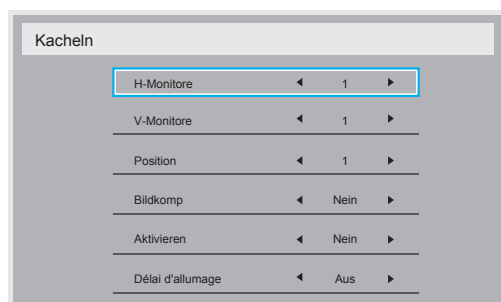 Kacheln
H-Monitore 1
V-Monitore 1
Position 1
Bildkomp Nein
Aktivieren Nein
Délai d'allumage Aus